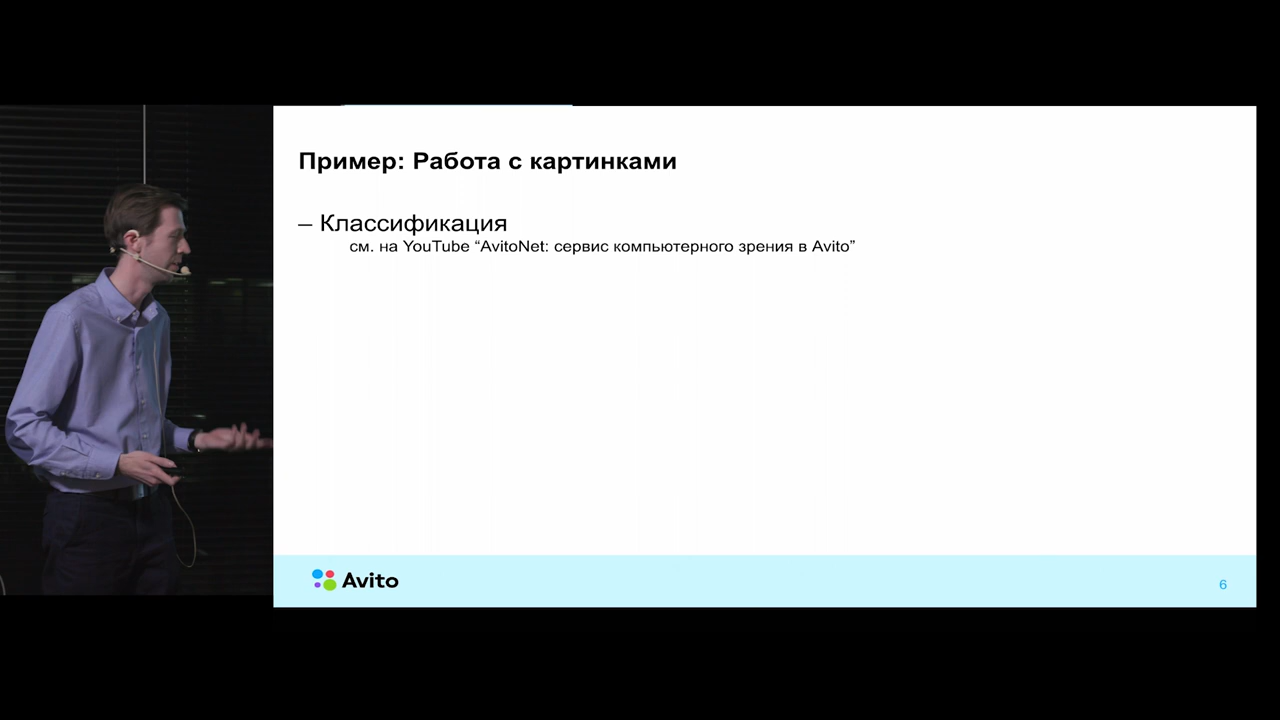 Пример: Работа с картинками
– Классификация
см. на YouTube “AvitoNet: сервис компьютерного зрения в Avito”
Avito
6